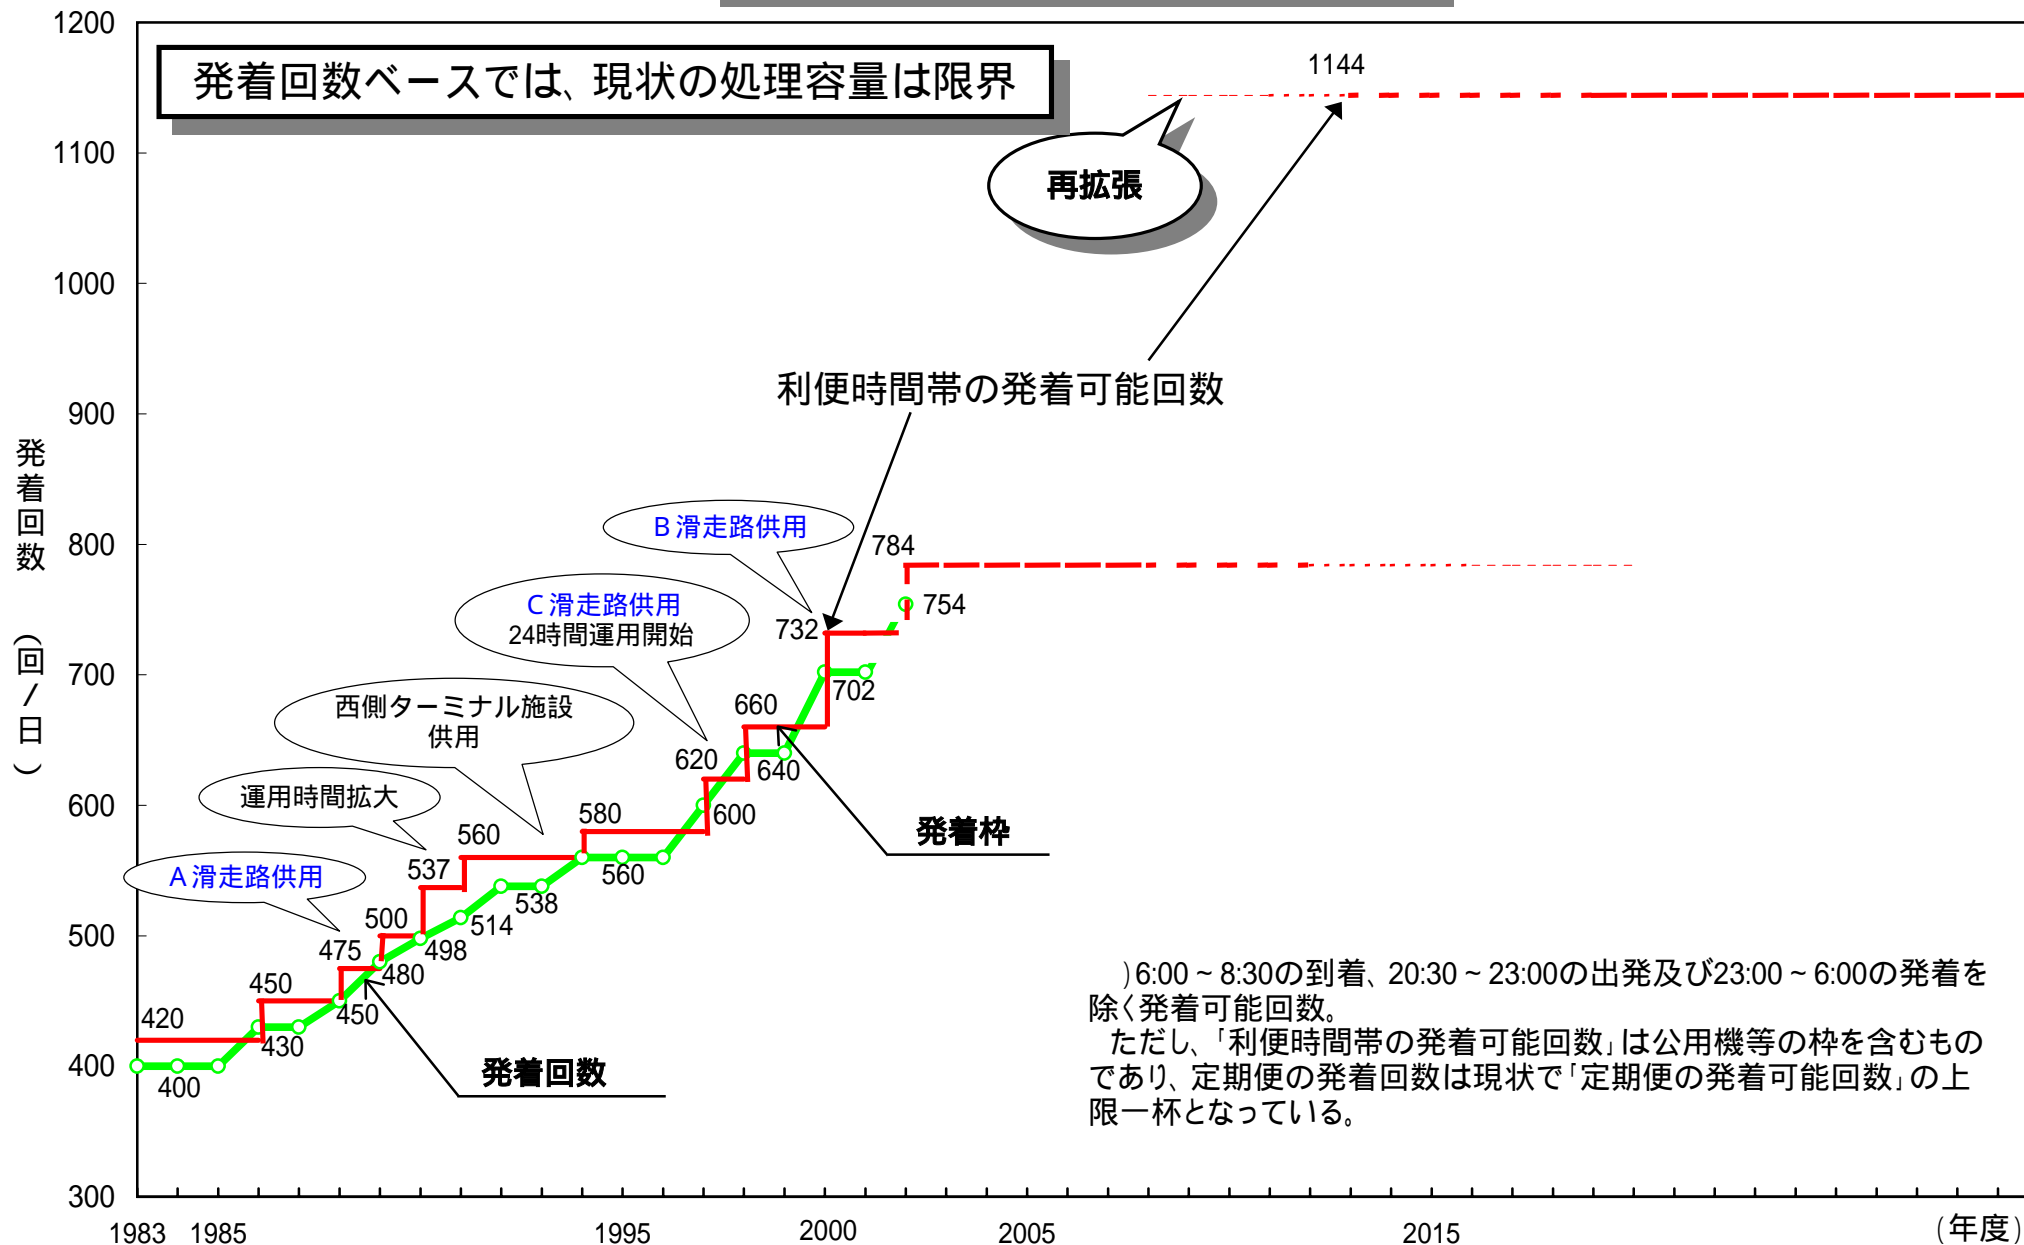 発着回数ベースでは、現状の処理容量は限界
1200
1100
1000
900
800
700
600
500
400
300
発着回数 (回/日)
1144
再拡張
利便時間帯の発着可能回数
B滑走路供用
784
754
C滑走路供用
24時間運用開始
732
702
西側ターミナル施設
供用
660
640
620
600
運用時間拡大
580
560
560
発着枠
537
538
A滑走路供用
514
500
498
475
480
450
450
420
430
400
発着回数
)6:00~8:30の到着、20:30~23:00の出発及び23:00~6:00の発着を
除く発着可能回数。
ただし、「利便時間帯の発着可能回数」は公用機等の枠を含むもの
であり、定期便の発着回数は現状で「定期便の発着可能回数」の上
限一杯となっている。
1983 1985 1995 2000 2005 2015 (年度)